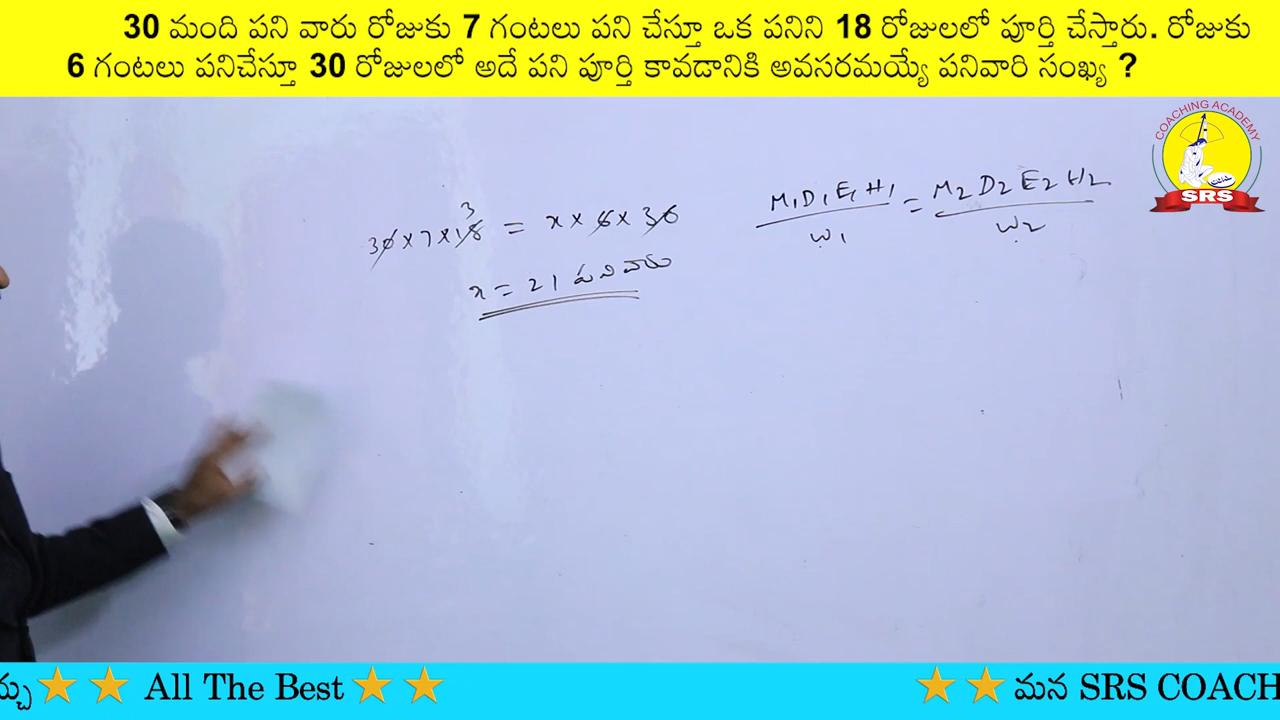 30 మంది పని వారు రోజుకు 7 గంటలు పని చేస్తూ ఒక పనిని 18 రోజులలో పూర్తి చేస్తారు. రోజుకు
6 గంటలు పనిచేస్తూ 30 రోజులలో అదే పని పూర్తి కావడానికి అవసరమయ్యే పనివారి సంఖ్య ?
COACHING ACADEMY
SRS
3
30 × 7 × 18 = x × 6 × 30
x = 21 పనివారు
M1 D1 E1 H1 = M2 D2 E2 H2
W1 W2
All The Best
మన SRS COACH